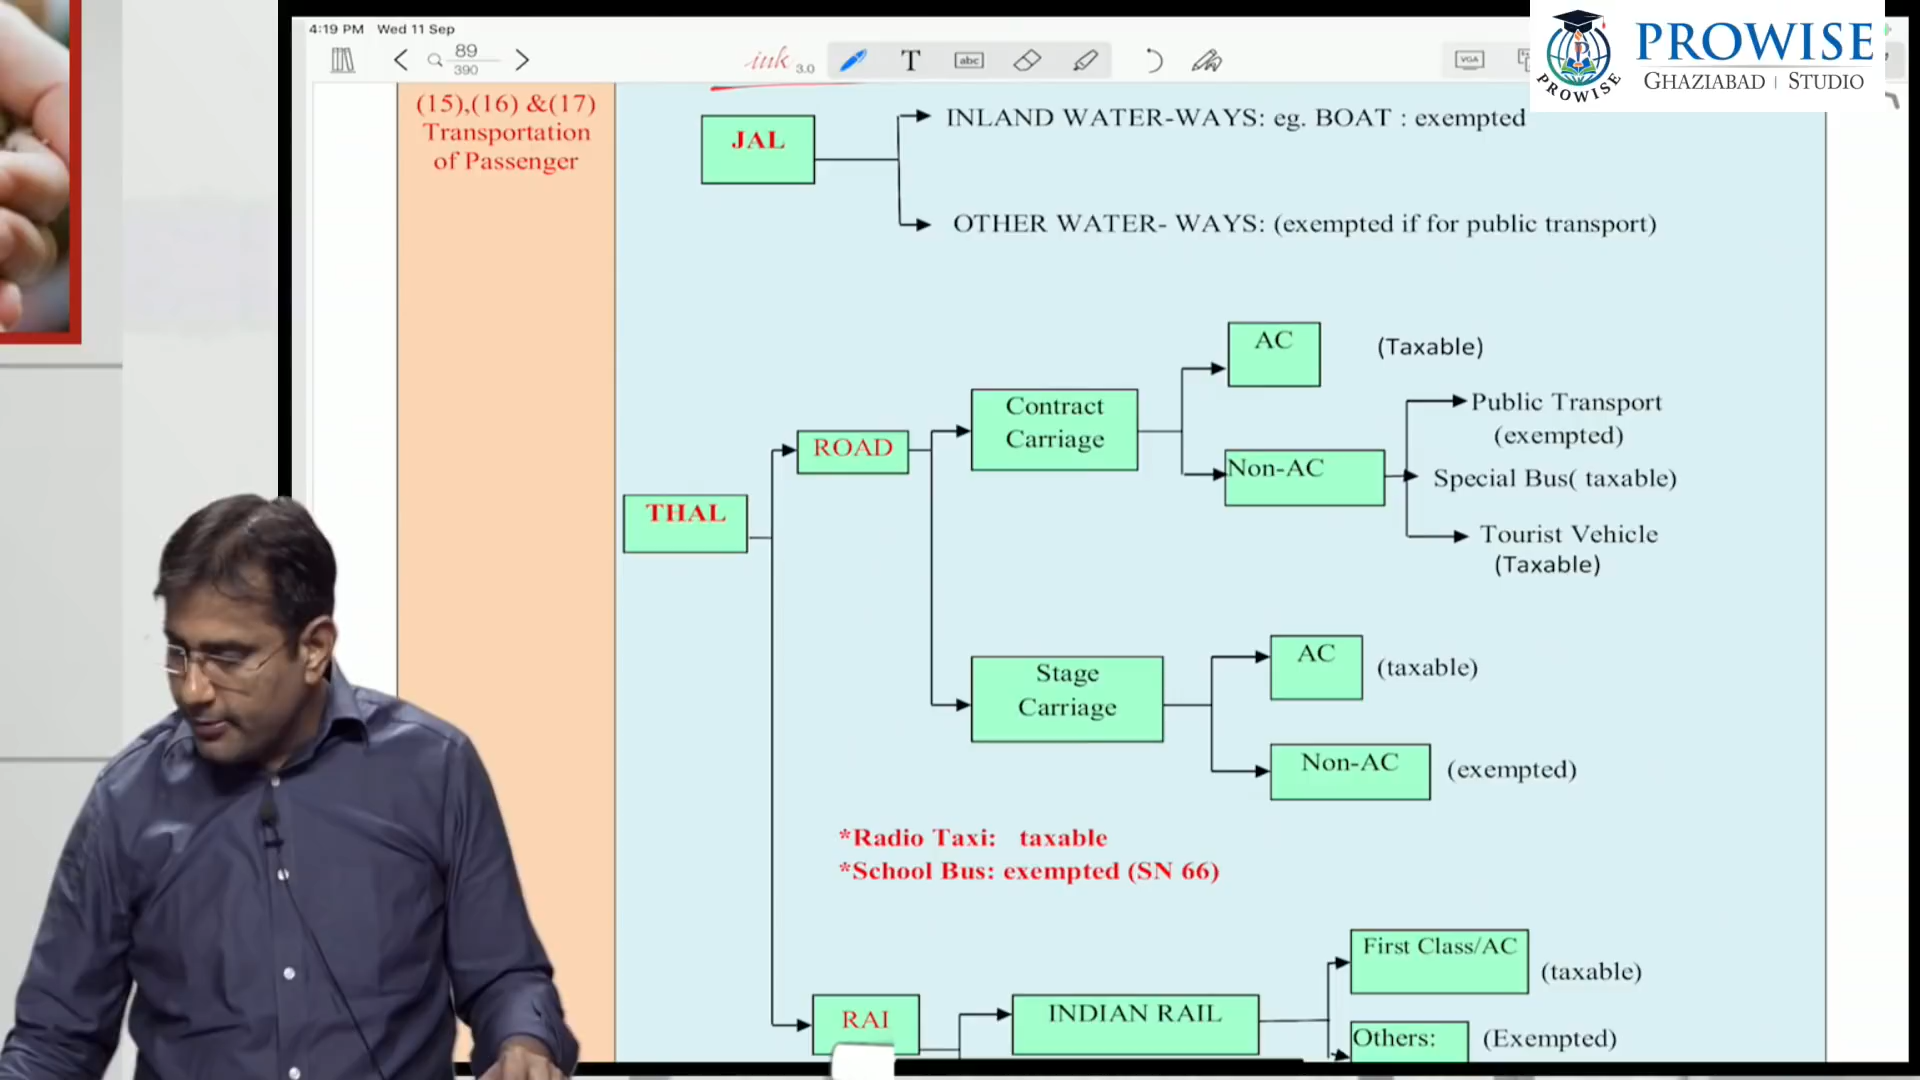 4:19 PM Wed 11 Sep
89
390
ink 3.0
T
abc
VGA
PROWISE
PROWISE
GHAZIABAD | STUDIO
(15),(16) &(17)
Transportation
of Passenger
JAL
INLAND WATER-WAYS: eg. BOAT : exempted
OTHER WATER- WAYS: (exempted if for public transport)
AC
(Taxable)
Contract
Carriage
Public Transport
(exempted)
ROAD
Non-AC
Special Bus( taxable)
THAL
Tourist Vehicle
(Taxable)
AC
(taxable)
Stage
Carriage
Non-AC
(exempted)
*Radio Taxi: taxable
*School Bus: exempted (SN 66)
First Class/AC
(taxable)
RAI
INDIAN RAIL
Others:
(Exempted)